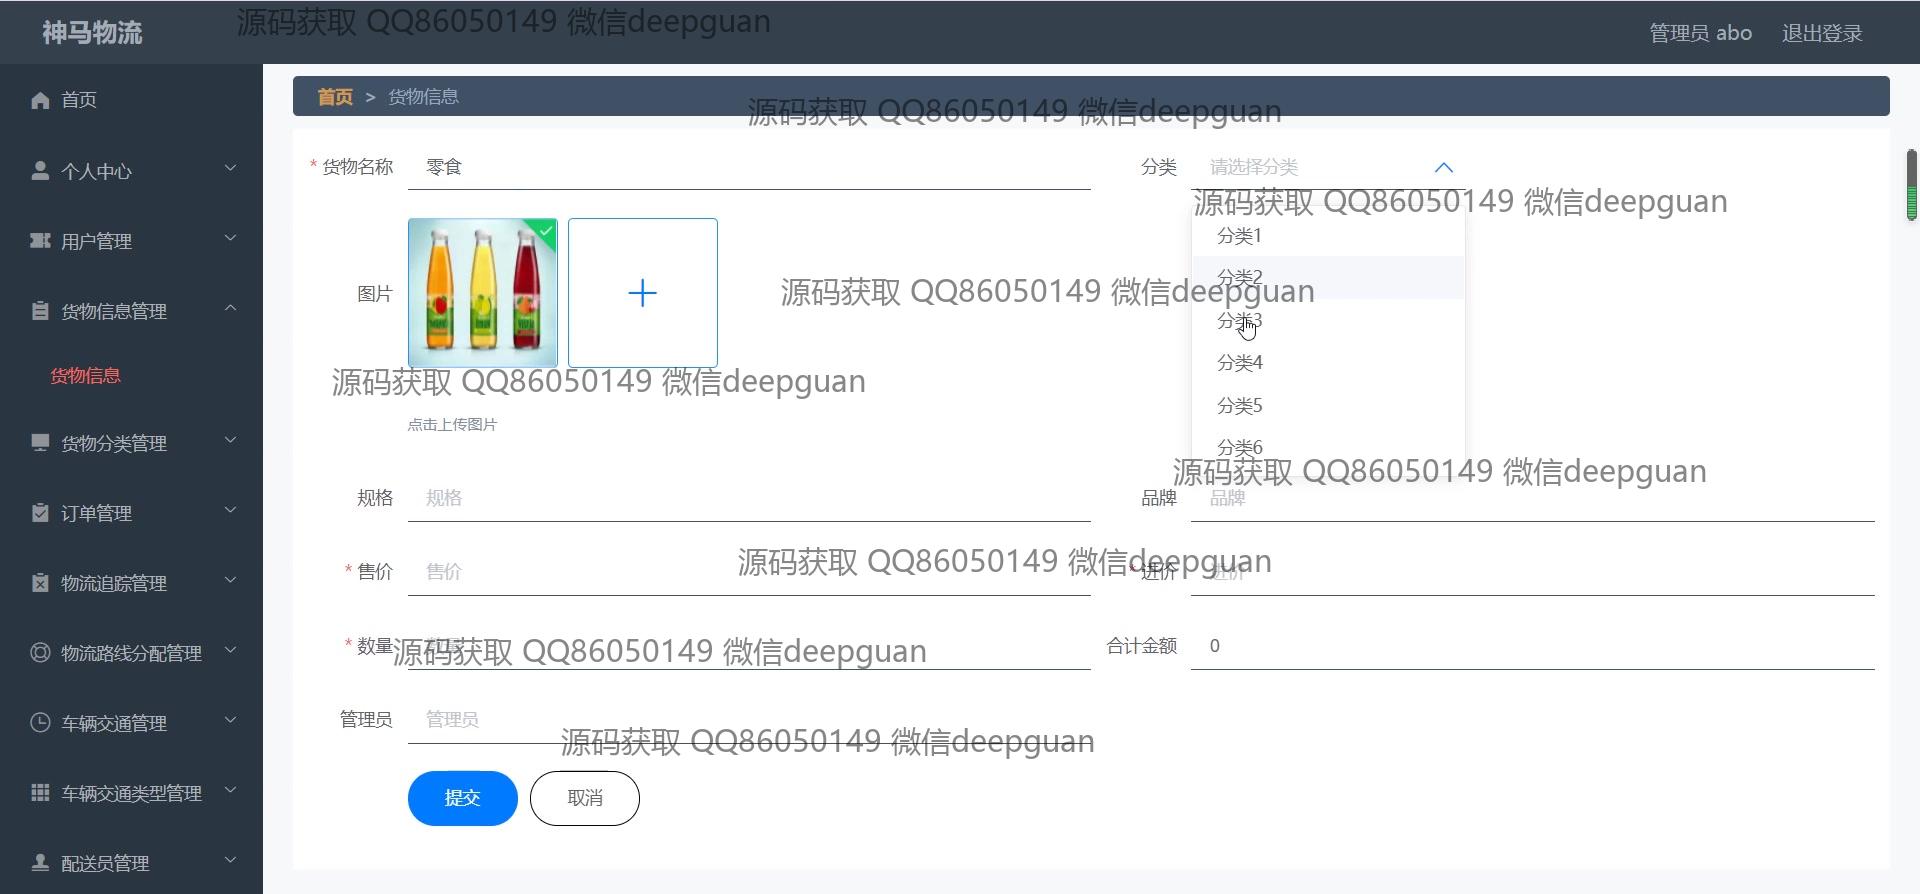 神马物流
源码获取 QQ86050149 微信deepguan
管理员 abo
退出登录
首页
个人中心
用户管理
货物信息管理
货物信息
货物分类管理
订单管理
物流追踪管理
物流路线分配管理
车辆交通管理
车辆交通类型管理
配送员管理
首页 > 货物信息
源码获取 QQ86050149 微信deepguan
* 货物名称 零食
分类 请选择分类
源码获取 QQ86050149 微信deepguan
分类1
分类2
分类3
分类4
分类5
分类6
图片
源码获取 QQ86050149 微信deepguan
源码获取 QQ86050149 微信deepguan
点击上传图片
源码获取 QQ86050149 微信deepguan
规格 规格
品牌 品牌
源码获取 QQ86050149 微信deepguan
* 售价 售价
* 进价 进价
* 数量 数量
源码获取 QQ86050149 微信deepguan
合计金额 0
管理员 管理员
源码获取 QQ86050149 微信deepguan
提交
取消